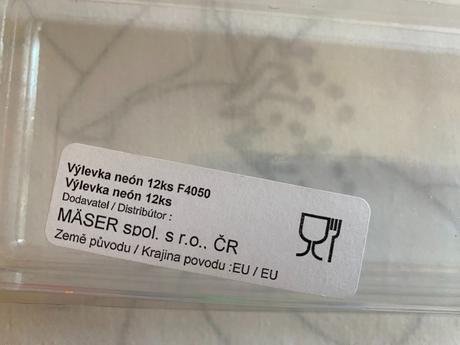 Výlevka neón 12ks F4050
Výlevka neón 12ks
Dodavatel / Distribútor :
MÄSER spol. s r.o.. ČR
Země původu / Krajina povodu :EU / EU